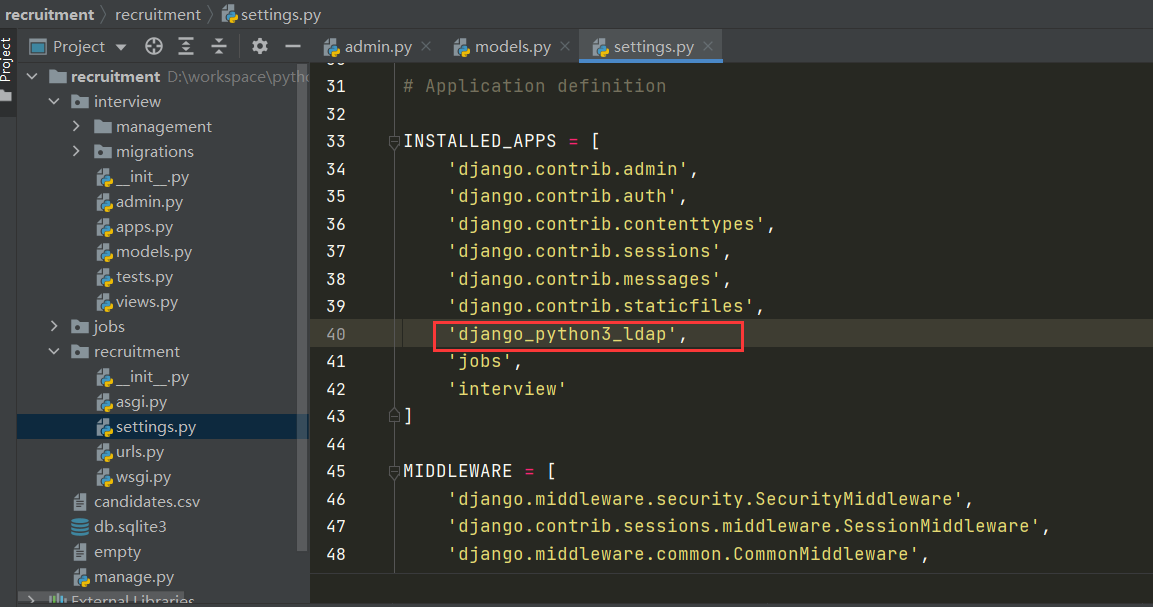 recruitment recruitment settings.py
Project
Project
admin.py
models.py
settings.py
recruitment D:\workspace\pytho
interview
management
migrations
__init__.py
admin.py
apps.py
models.py
tests.py
views.py
jobs
recruitment
__init__.py
asgi.py
settings.py
urls.py
wsgi.py
candidates.csv
db.sqlite3
empty
manage.py
External Libraries
31 # Application definition
32
33 INSTALLED_APPS = [
34 'django.contrib.admin',
35 'django.contrib.auth',
36 'django.contrib.contenttypes',
37 'django.contrib.sessions',
38 'django.contrib.messages',
39 'django.contrib.staticfiles',
40 'django_python3_ldap',
41 'jobs',
42 'interview'
43 ]
44
45 MIDDLEWARE = [
46 'django.middleware.security.SecurityMiddleware',
47 'django.contrib.sessions.middleware.SessionMiddleware',
48 'django.middleware.common.CommonMiddleware',